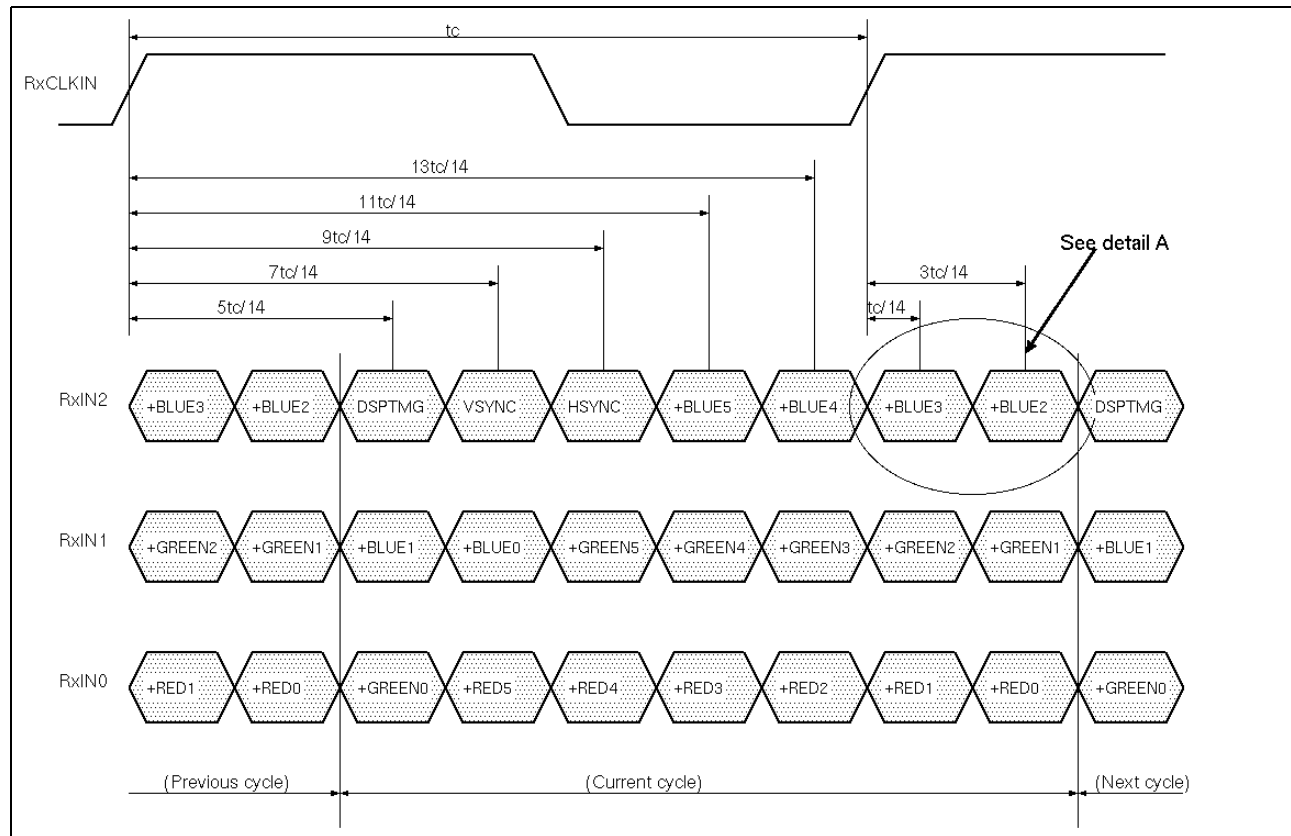 tc
RxCLKIN
13tc/14
11tc/14
See detail A
9tc/14
7tc/14
3tc/14
5tc/14
tc/14
RxIN2 +BLUE3 +BLUE2 DSPTMG VSYNC HSYNC +BLUE5 +BLUE4 +BLUE3 +BLUE2 DSPTMG
RxIN1 +GREEN2 +GREEN1 +BLUE1 +BLUE0 +GREEN5 +GREEN4 +GREEN3 +GREEN2 +GREEN1 +BLUE1
RxIN0 +RED1 +RED0 +GREEN0 +RED5 +RED4 +RED3 +RED2 +RED1 +RED0 +GREEN0
(Previous cycle) (Current cycle) (Next cycle)